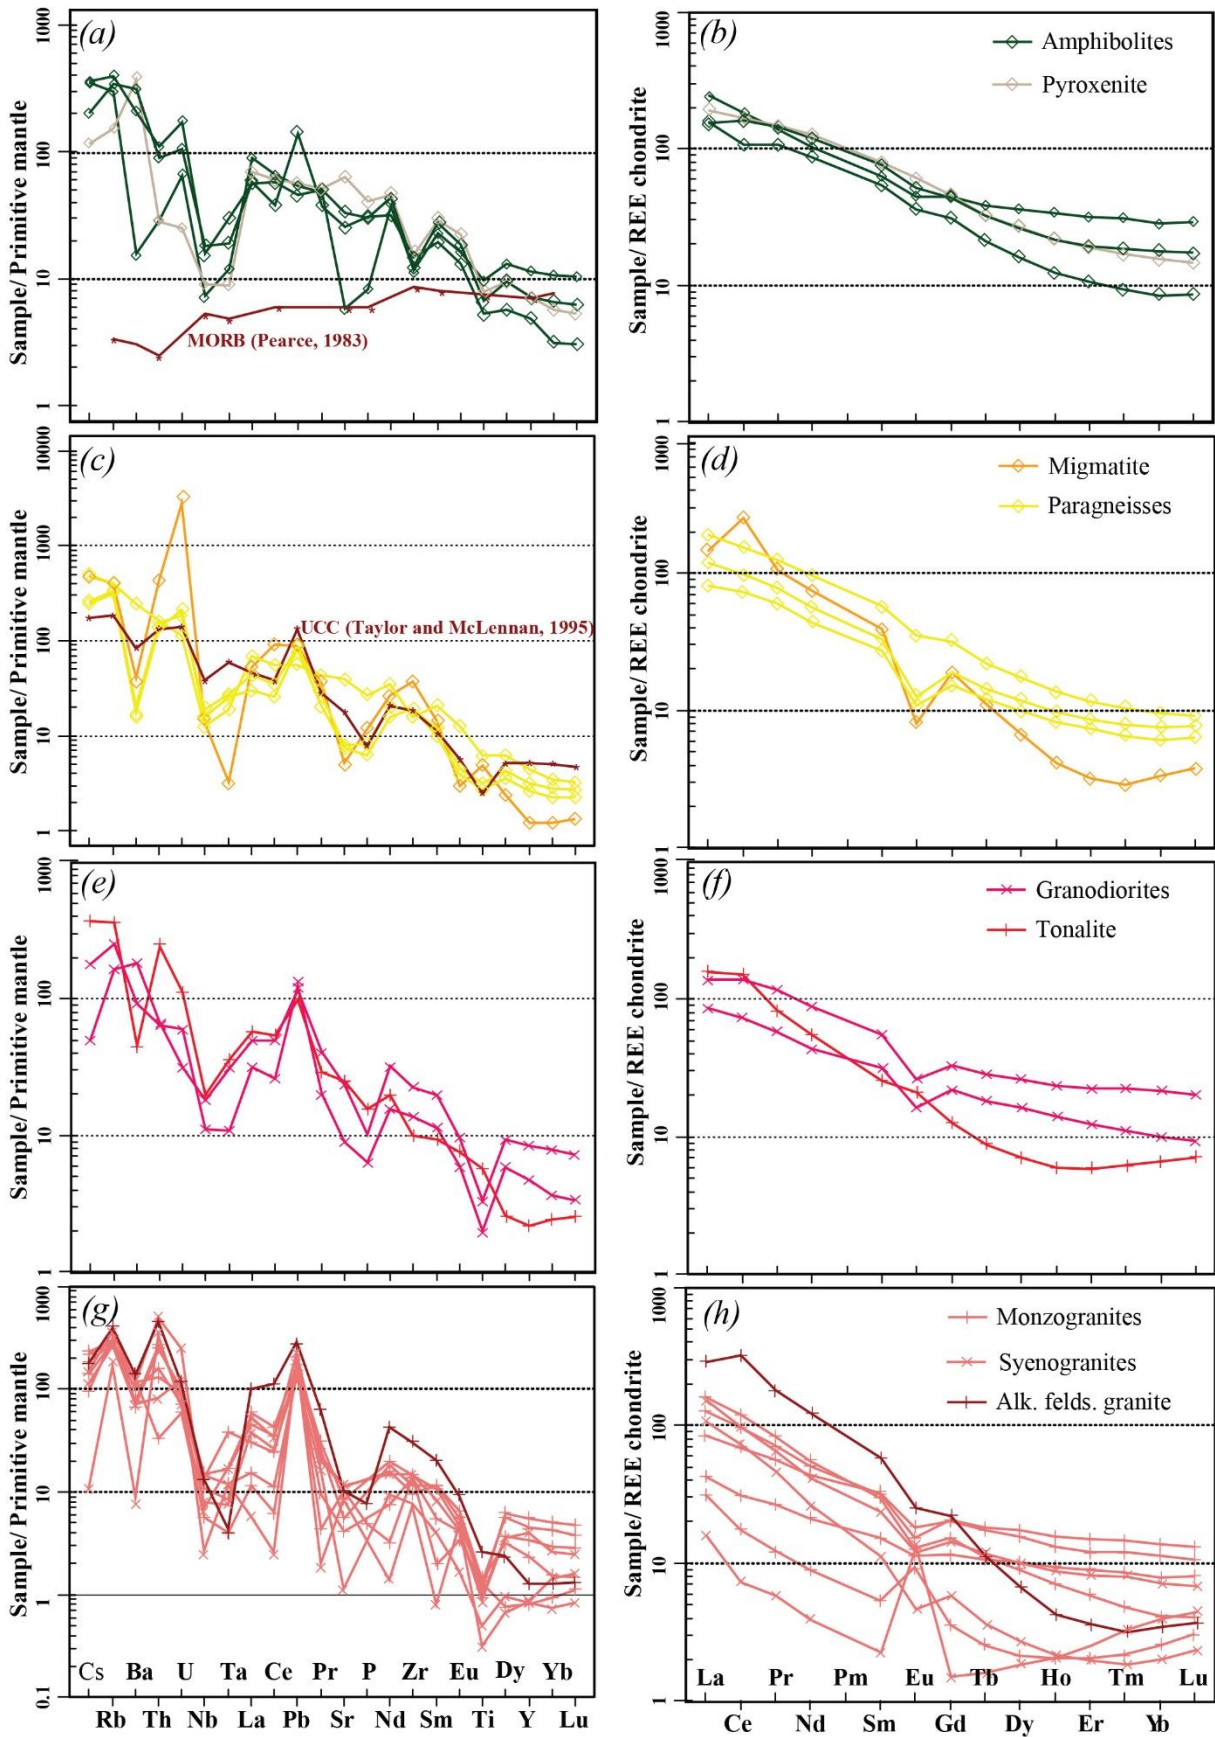 (a)
1000
100
10
1
Sample/ Primitive mantle
MORB (Pearce, 1983)
(b)
1000
100
10
1
Sample/ REE chondrite
Amphibolites
Pyroxenite
(c)
10000
1000
100
10
1
Sample/ Primitive mantle
UCC (Taylor and McLennan, 1995)
(d)
1000
100
10
1
Sample/ REE chondrite
Migmatite
Paragneisses
(e)
1000
100
10
1
Sample/ Primitive mantle
(f)
1000
100
10
1
Sample/ REE chondrite
Granodiorites
Tonalite
(g)
1000
100
10
1
0.1
Sample/ Primitive mantle
Cs Ba U Ta Ce Pr P Zr Eu Dy Yb
Rb Th Nb La Pb Sr Nd Sm Ti Y Lu
(h)
1000
100
10
1
Sample/ REE chondrite
Monzogranites
Syenogranites
Alk. felds. granite
La Pr Pm Eu Tb Ho Tm Lu
Ce Nd Sm Gd Dy Er Yb